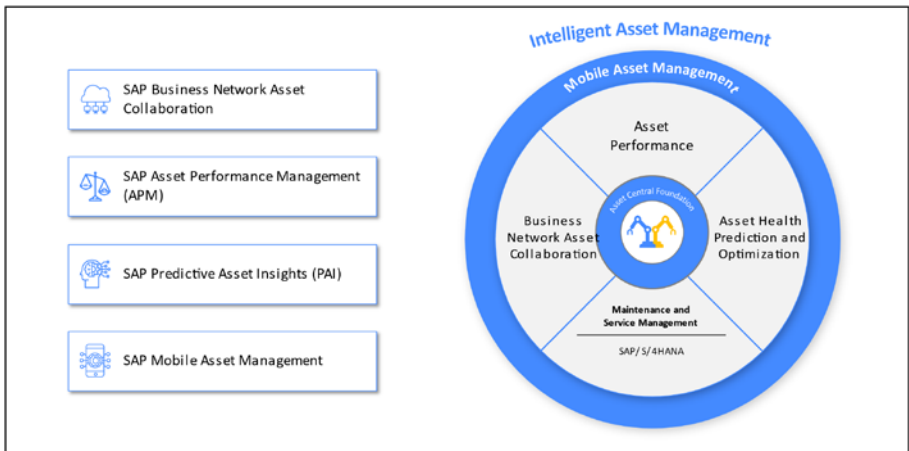 SAP Business Network Asset
Collaboration
SAP Asset Performance Management
(APM)
SAP Predictive Asset Insights (PAI)
SAP Mobile Asset Management
Intelligent Asset Management
Mobile Asset Management
Asset
Performance
Asset Central Foundation
Business
Network Asset
Collaboration
Asset Health
Prediction and
Optimization
Maintenance and
Service Management
SAP/S/4HANA